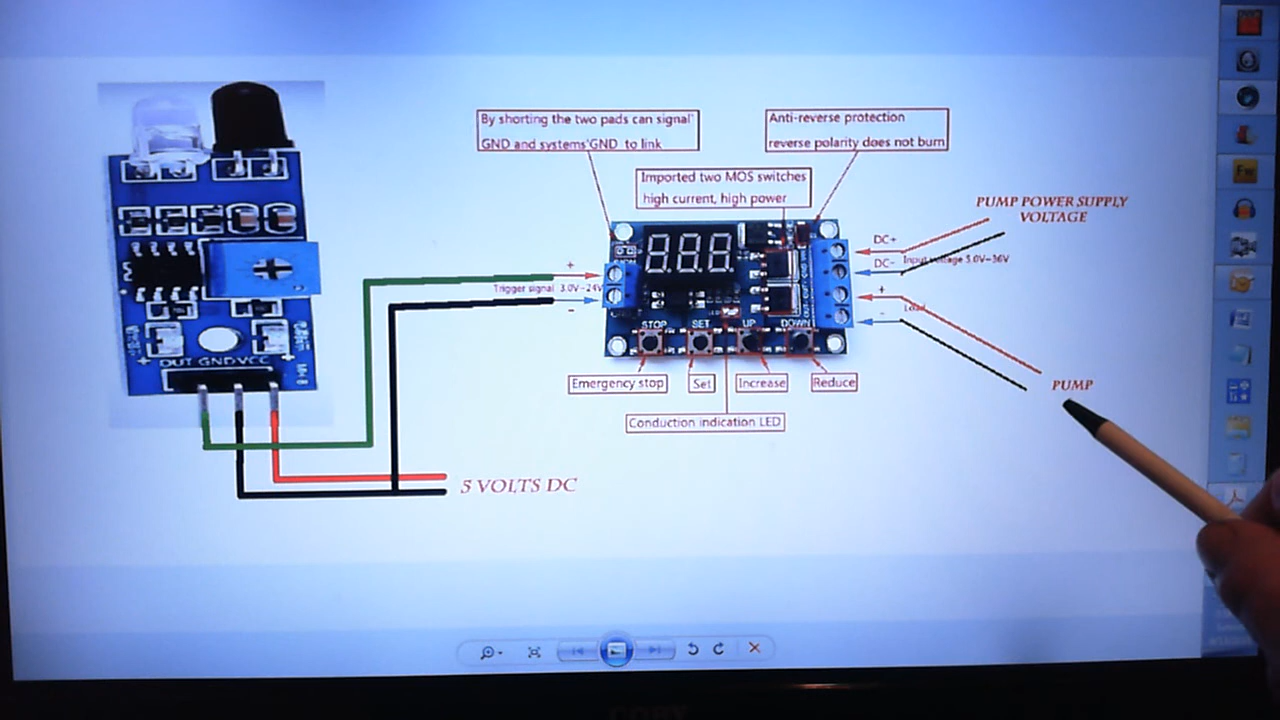 By shorting the two pads can signal'
GND and systems'GND to link
Anti-reverse protection
reverse polarity does not burn
Imported two MOS switches
high current, high power
PUMP POWER SUPPLY
VOLTAGE
DC+
DC-
Input voltage 5.0V~36V
+
Trigger signal 3.0V~24V
-
+
Load
-
STOP
SET
UP
DOWN
Emergency stop
Set
Increase
Reduce
Conduction indication LED
PUMP
OUT GND VCC
5 VOLTS DC
Fw